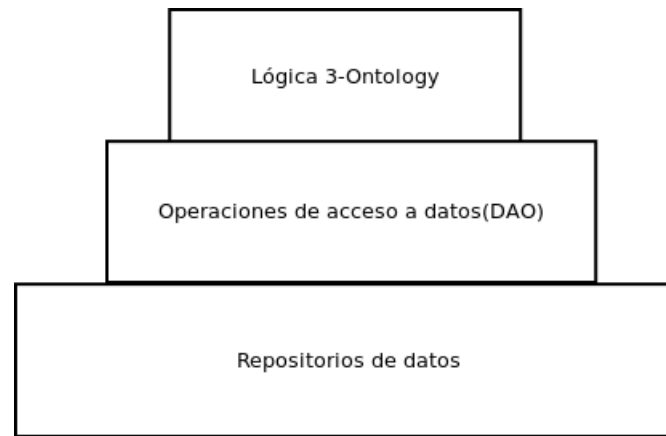 Lógica 3-Ontology
Operaciones de acceso a datos(DAO)
Repositorios de datos